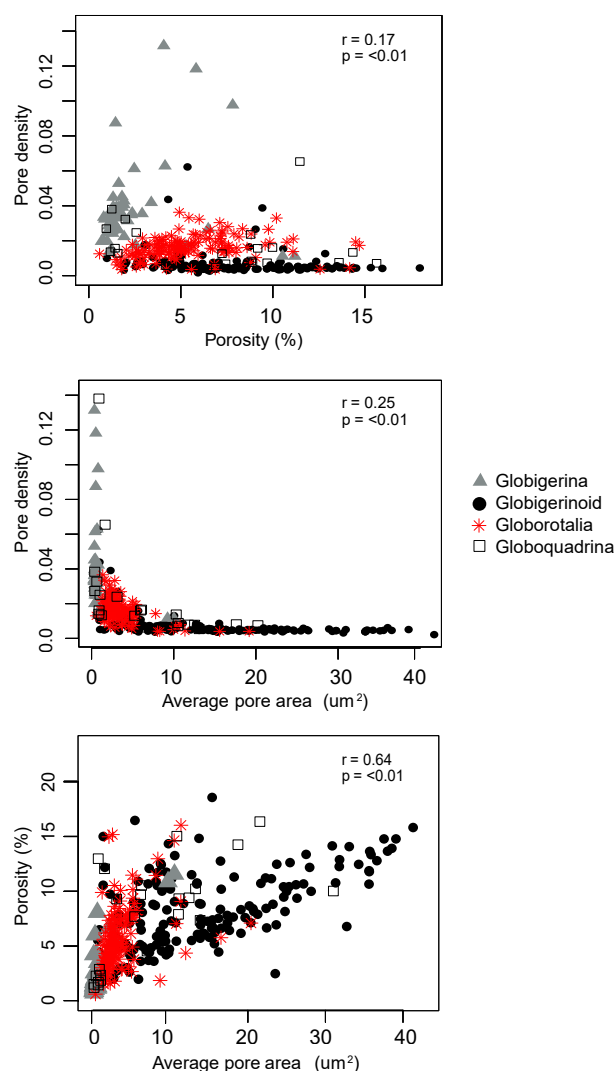 r = 0.17
p = <0.01
Pore density
0.12
0.08
0.04
0.0
0
5
10
15
Porosity (%)
r = 0.25
p = <0.01
Pore density
0.12
0.08
0.04
0.0
0
10
20
30
40
Average pore area (um²)
Globigerina
Globigerinoid
Globorotalia
Globoquadrina
r = 0.64
p = <0.01
Porosity (%)
20
15
10
5
0
0
10
20
30
40
Average pore area (um²)